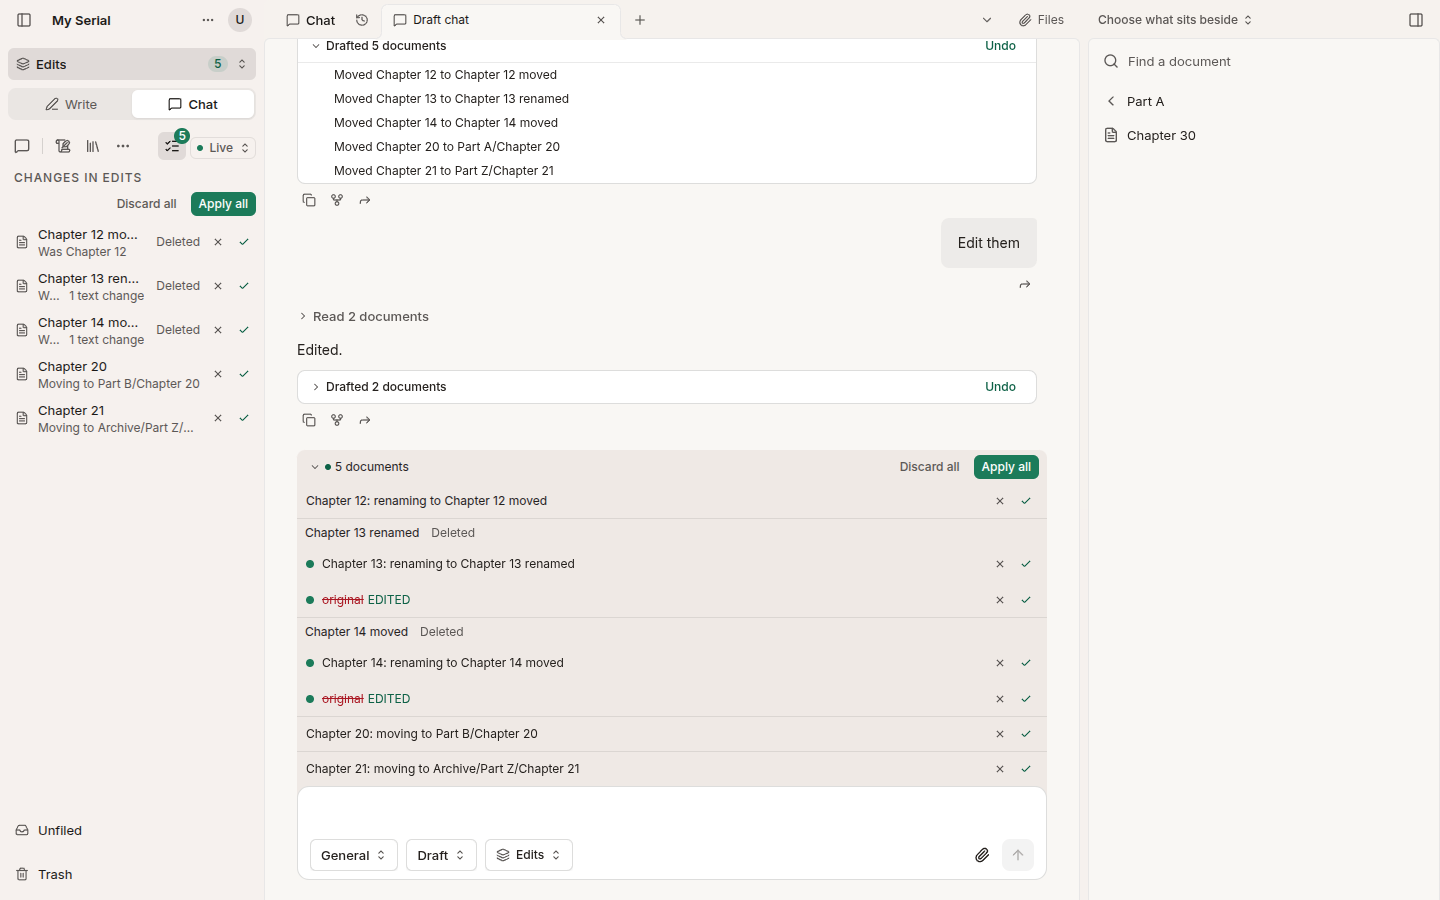 My Serial
U
Edits
5
Write
Chat
5
Live
CHANGES IN EDITS
Discard all
Apply all
Chapter 12 mo...
Deleted
Was Chapter 12
Chapter 13 ren...
Deleted
W... 1 text change
Chapter 14 mo...
Deleted
W... 1 text change
Chapter 20
Moving to Part B/Chapter 20
Chapter 21
Moving to Archive/Part Z/...
Unfiled
Trash
Chat
Draft chat
Files
Drafted 5 documents
Undo
Moved Chapter 12 to Chapter 12 moved
Moved Chapter 13 to Chapter 13 renamed
Moved Chapter 14 to Chapter 14 moved
Moved Chapter 20 to Part A/Chapter 20
Moved Chapter 21 to Part Z/Chapter 21
Edit them
Read 2 documents
Edited.
Drafted 2 documents
Undo
5 documents
Discard all
Apply all
Chapter 12: renaming to Chapter 12 moved
Chapter 13 renamed Deleted
Chapter 13: renaming to Chapter 13 renamed
original EDITED
Chapter 14 moved Deleted
Chapter 14: renaming to Chapter 14 moved
original EDITED
Chapter 20: moving to Part B/Chapter 20
Chapter 21: moving to Archive/Part Z/Chapter 21
General
Draft
Edits
Choose what sits beside
Find a document
Part A
Chapter 30